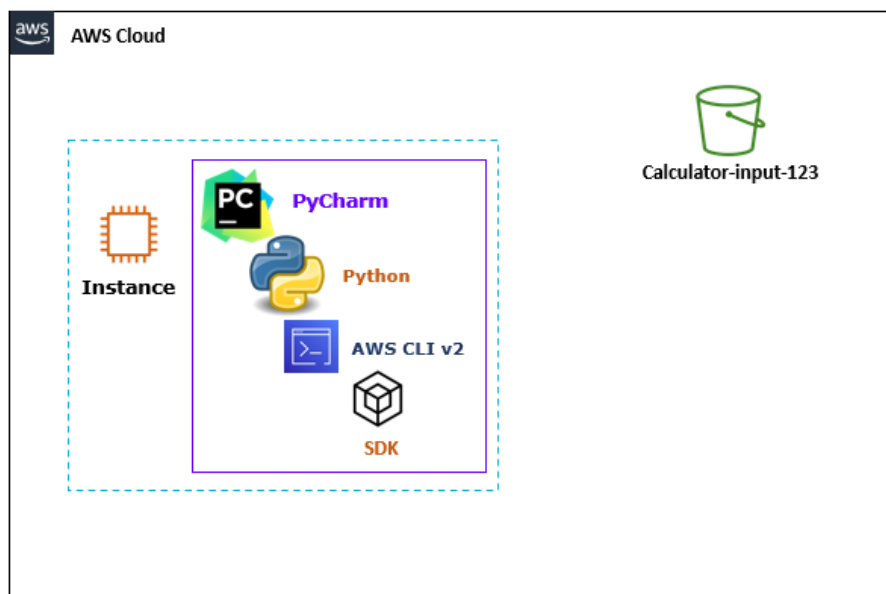 aws
AWS Cloud
Calculator-input-123
PC
PyCharm
Instance
Python
>_
AWS CLI v2
SDK